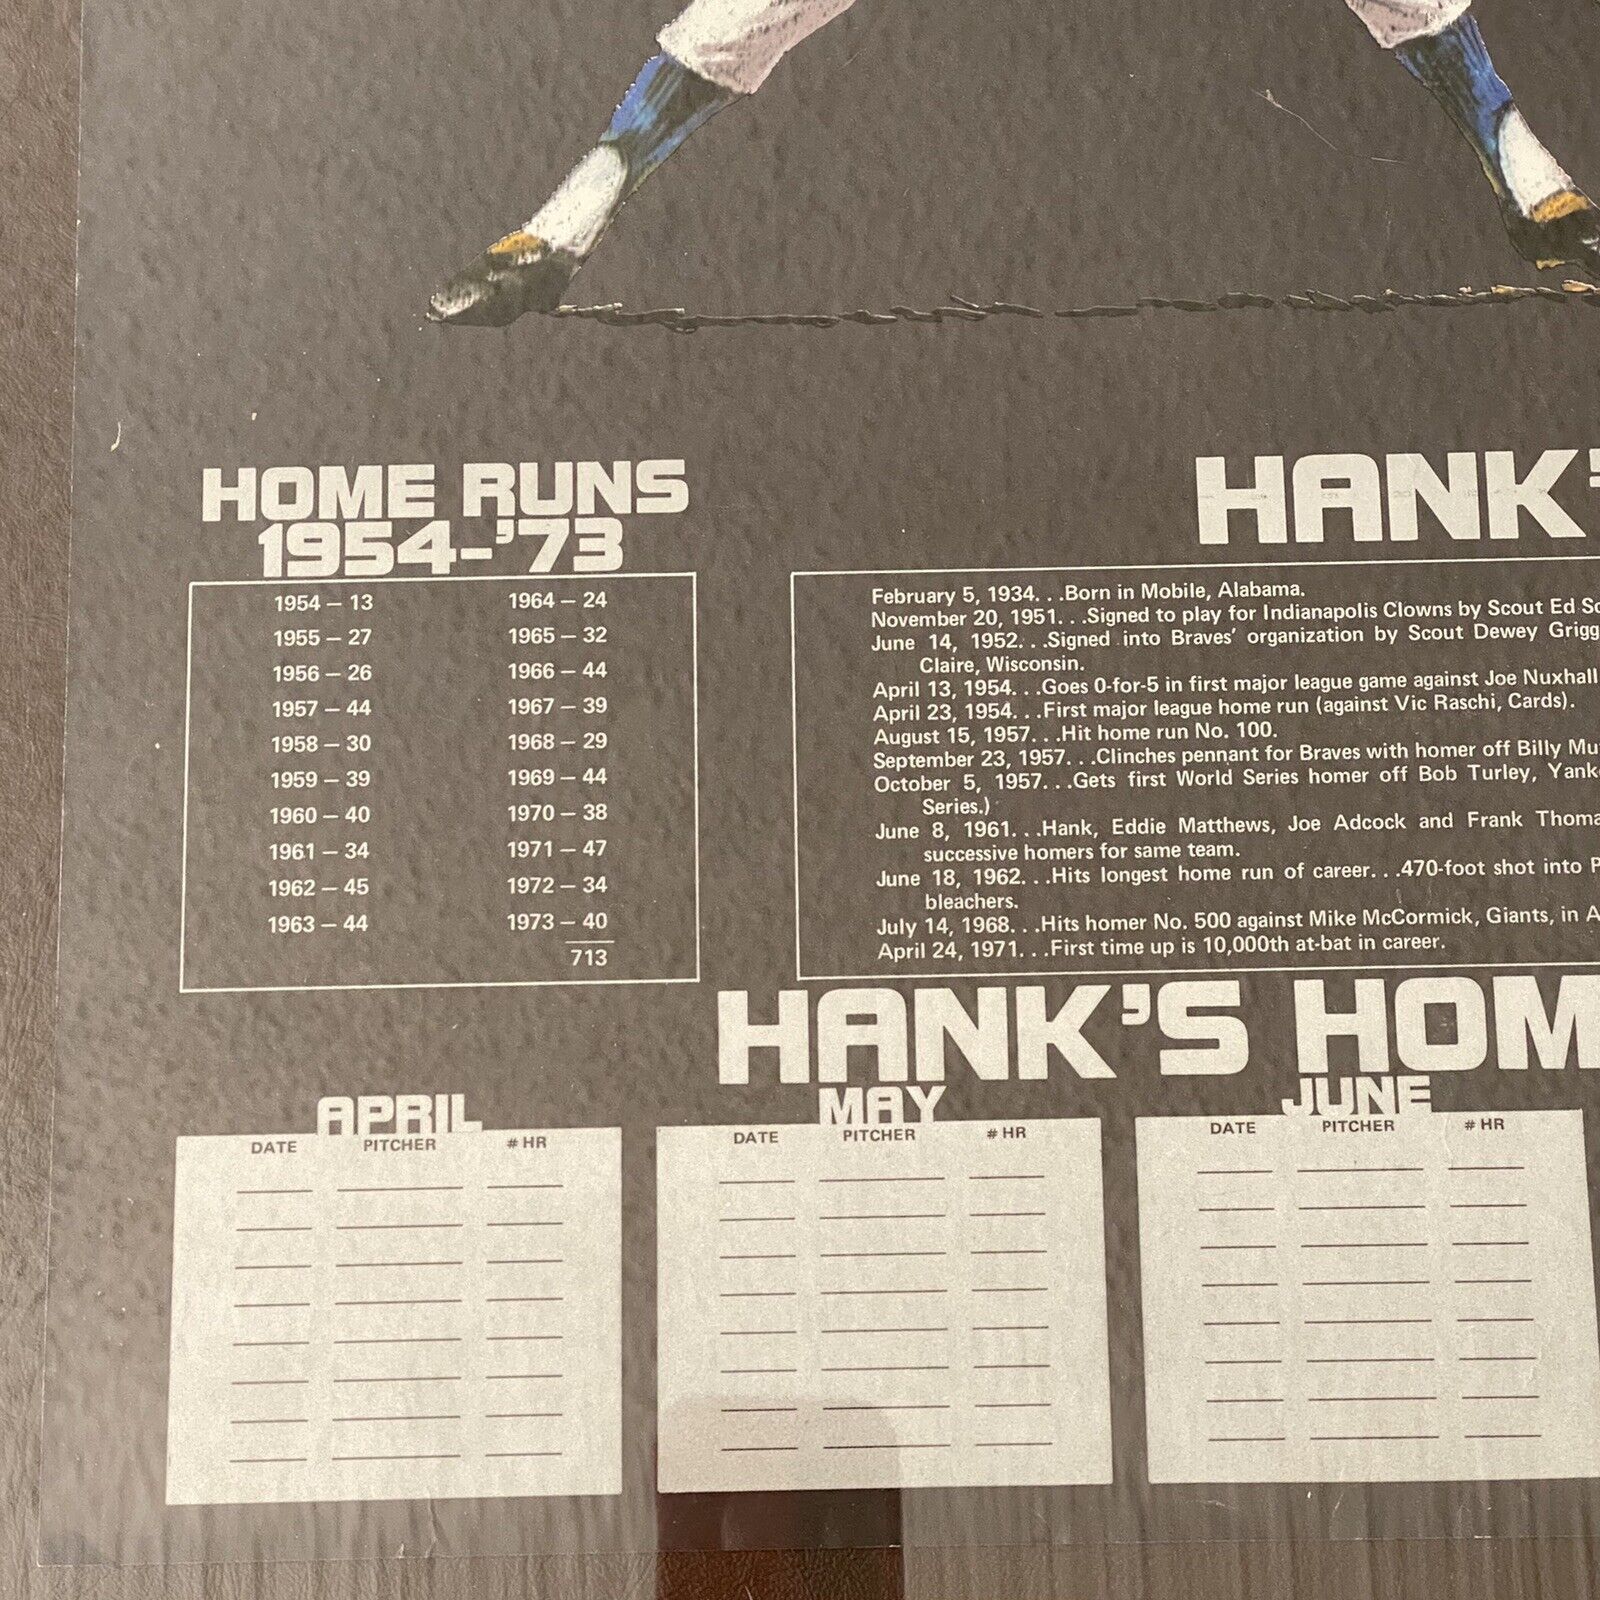 HOME RUNS
1954-'73
1954 – 13
1955 – 27
1956 – 26
1957 – 44
1958 – 30
1959 – 39
1960 – 40
1961 – 34
1962 – 45
1963 – 44
1964 – 24
1965 – 32
1966 – 44
1967 – 39
1968 – 29
1969 – 44
1970 – 38
1971 – 47
1972 – 34
1973 – 40
713
HANK'
February 5, 1934. . .Born in Mobile, Alabama.
November 20, 1951. . .Signed to play for Indianapolis Clowns by Scout Ed Sc
June 14, 1952. . .Signed into Braves' organization by Scout Dewey Grigg
Claire, Wisconsin.
April 13, 1954. . .Goes 0-for-5 in first major league game against Joe Nuxhall
April 23, 1954. . .First major league home run (against Vic Raschi, Cards).
August 15, 1957. . .Hit home run No. 100.
September 23, 1957. . .Clinches pennant for Braves with homer off Billy Mu
October 5, 1957. . .Gets first World Series homer off Bob Turley, Yank
Series.)
June 8, 1961. . .Hank, Eddie Matthews, Joe Adcock and Frank Thoma
successive homers for same team.
June 18, 1962. . .Hits longest home run of career. . .470-foot shot into P
bleachers.
July 14, 1968. . .Hits homer No. 500 against Mike McCormick, Giants, in A
April 24, 1971. . .First time up is 10,000th at-bat in career.
HANK'S HOM
APRIL
DATE PITCHER # HR
MAY
DATE PITCHER # HR
JUNE
DATE PITCHER # HR